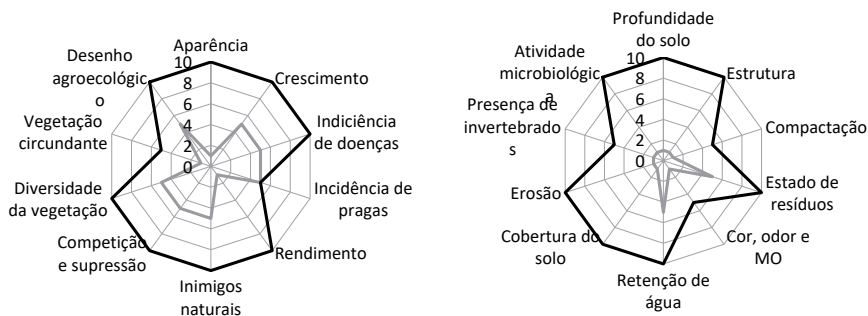 Aparência
Crescimento
Indiciência
de doenças
Incidência de
pragas
Rendimento
Inimigos
naturais
Competição
e supressão
Diversidade
da vegetação
Vegetação
circundante
Desenho
agroecológic
o
10
8
6
4
2
0
Profundidade
do solo
Estrutura
Compactação
Estado de
resíduos
Cor, odor e
MO
Retenção de
água
Cobertura do
solo
Erosão
Presença de
invertebrado
s
Atividade
microbiológic
a
10
8
6
4
2
0